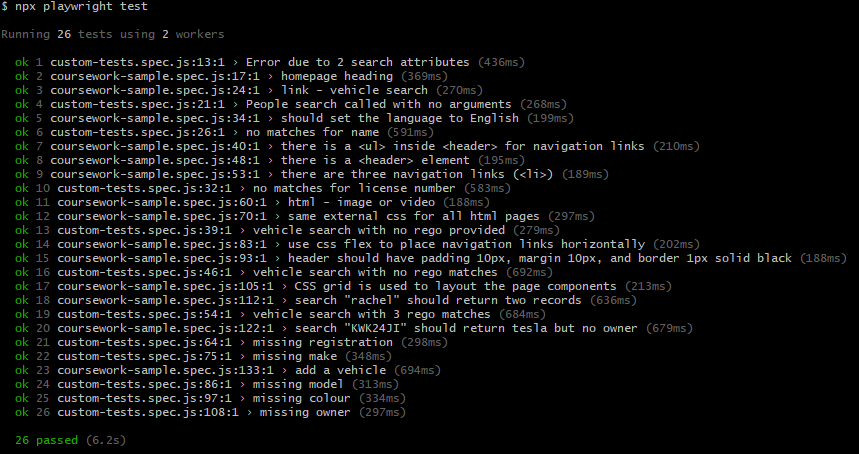 $ npx playwright test
Running 26 tests using 2 workers
ok 1 custom-tests.spec.js:13:1 › Error due to 2 search attributes (436ms)
ok 2 coursework-sample.spec.js:17:1 › homepage heading (369ms)
ok 3 coursework-sample.spec.js:24:1 › link - vehicle search (270ms)
ok 4 custom-tests.spec.js:21:1 › People search called with no arguments (268ms)
ok 5 coursework-sample.spec.js:34:1 › should set the language to English (199ms)
ok 6 custom-tests.spec.js:26:1 › no matches for name (591ms)
ok 7 coursework-sample.spec.js:40:1 › there is a <ul> inside <header> for navigation links (210ms)
ok 8 coursework-sample.spec.js:48:1 › there is a <header> element (195ms)
ok 9 coursework-sample.spec.js:53:1 › there are three navigation links (<li>) (189ms)
ok 10 custom-tests.spec.js:32:1 › no matches for license number (583ms)
ok 11 coursework-sample.spec.js:60:1 › html - image or video (188ms)
ok 12 coursework-sample.spec.js:70:1 › same external css for all html pages (297ms)
ok 13 custom-tests.spec.js:39:1 › vehicle search with no rego provided (279ms)
ok 14 coursework-sample.spec.js:83:1 › use css flex to place navigation links horizontally (202ms)
ok 15 coursework-sample.spec.js:93:1 › header should have padding 10px, margin 10px, and border 1px solid black (188ms)
ok 16 custom-tests.spec.js:46:1 › vehicle search with no rego matches (692ms)
ok 17 coursework-sample.spec.js:105:1 › CSS grid is used to layout the page components (213ms)
ok 18 coursework-sample.spec.js:112:1 › search "rachel" should return two records (636ms)
ok 19 custom-tests.spec.js:54:1 › vehicle search with 3 rego matches (684ms)
ok 20 coursework-sample.spec.js:122:1 › search "KWK24JI" should return tesla but no owner (679ms)
ok 21 custom-tests.spec.js:64:1 › missing registration (298ms)
ok 22 custom-tests.spec.js:75:1 › missing make (348ms)
ok 23 coursework-sample.spec.js:133:1 › add a vehicle (694ms)
ok 24 custom-tests.spec.js:86:1 › missing model (313ms)
ok 25 custom-tests.spec.js:97:1 › missing colour (334ms)
ok 26 custom-tests.spec.js:108:1 › missing owner (297ms)
26 passed (6.2s)